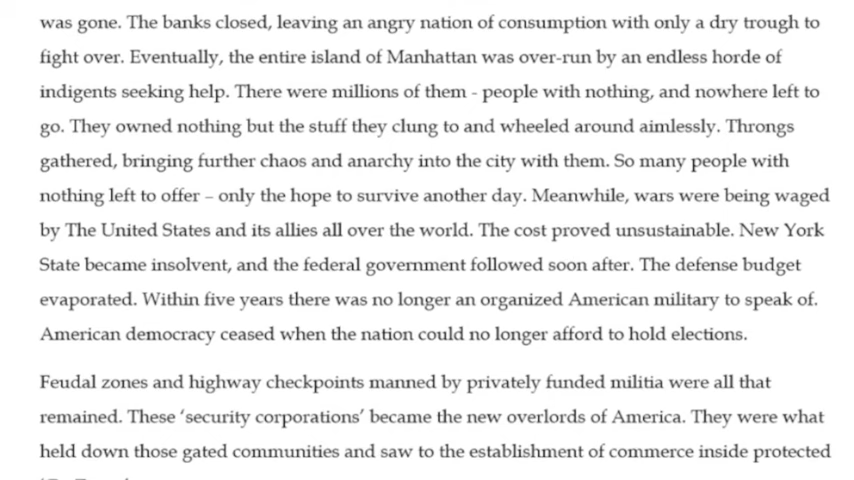 was gone. The banks closed, leaving an angry nation of consumption with only a dry trough to
fight over. Eventually, the entire island of Manhattan was over-run by an endless horde of
indigents seeking help. There were millions of them - people with nothing, and nowhere left to
go. They owned nothing but the stuff they clung to and wheeled around aimlessly. Throngs
gathered, bringing further chaos and anarchy into the city with them. So many people with
nothing left to offer – only the hope to survive another day. Meanwhile, wars were being waged
by The United States and its allies all over the world. The cost proved unsustainable. New York
State became insolvent, and the federal government followed soon after. The defense budget
evaporated. Within five years there was no longer an organized American military to speak of.
American democracy ceased when the nation could no longer afford to hold elections.
Feudal zones and highway checkpoints manned by privately funded militia were all that
remained. These ‘security corporations’ became the new overlords of America. They were what
held down those gated communities and saw to the establishment of commerce inside protected